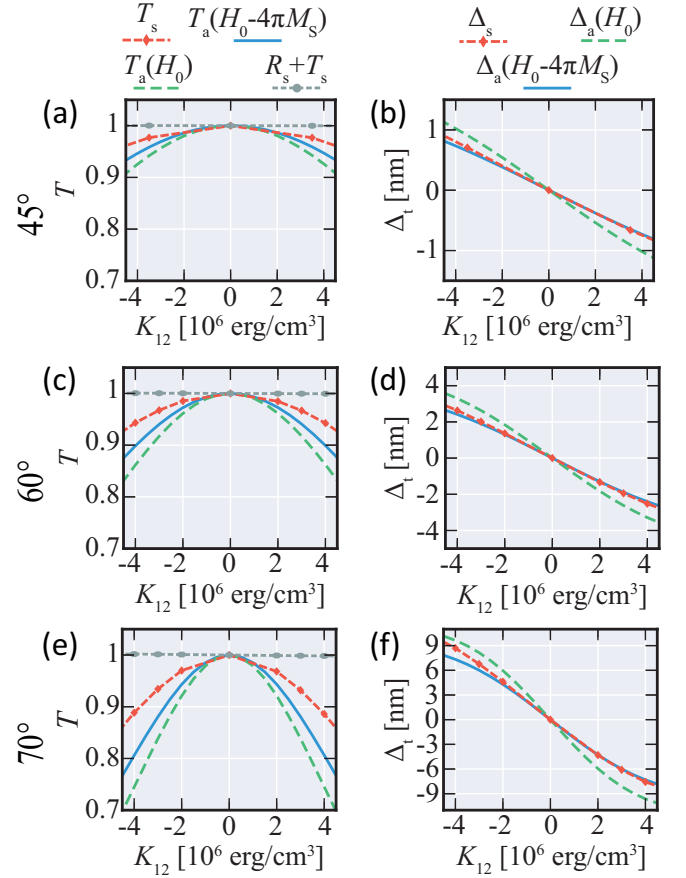 T_s T_a(H_0-4πM_S) Δ_s Δ_a(H_0)
T_a(H_0) R_s+T_s Δ_a(H_0-4πM_S)
(a) (b)
45°
T
1
0.9
0.8
0.7
-4 -2 0 2 4
K_12 [10^6 erg/cm^3]
Δ_t [nm]
1
0
-1
-4 -2 0 2 4
K_12 [10^6 erg/cm^3]
(c) (d)
60°
T
1
0.9
0.8
0.7
-4 -2 0 2 4
K_12 [10^6 erg/cm^3]
Δ_t [nm]
4
2
0
-2
-4
-4 -2 0 2 4
K_12 [10^6 erg/cm^3]
(e) (f)
70°
T
1
0.9
0.8
0.7
-4 -2 0 2 4
K_12 [10^6 erg/cm^3]
Δ_t [nm]
9
6
3
0
-3
-6
-9
-4 -2 0 2 4
K_12 [10^6 erg/cm^3]